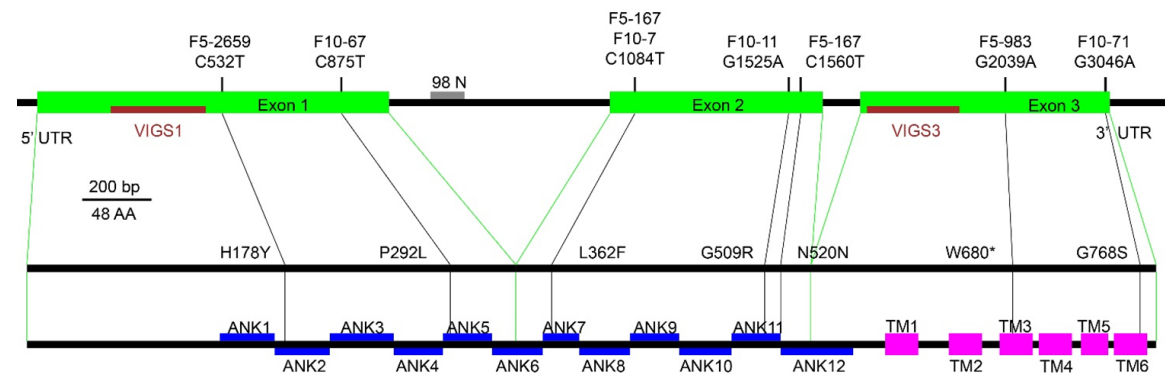 F5-167
F5-2659 F10-67 F10-7 F10-11 F5-167 F5-983 F10-71
C532T C875T C1084T G1525A C1560T G2039A G3046A
98 N
Exon 1 Exon 2 Exon 3
VIGS1 VIGS3
5' UTR 3' UTR
200 bp
48 AA
H178Y P292L L362F G509R N520N W680* G768S
ANK1 ANK3 ANK5 ANK7 ANK9 ANK11 TM1 TM3 TM5
ANK2 ANK4 ANK6 ANK8 ANK10 ANK12 TM2 TM4 TM6